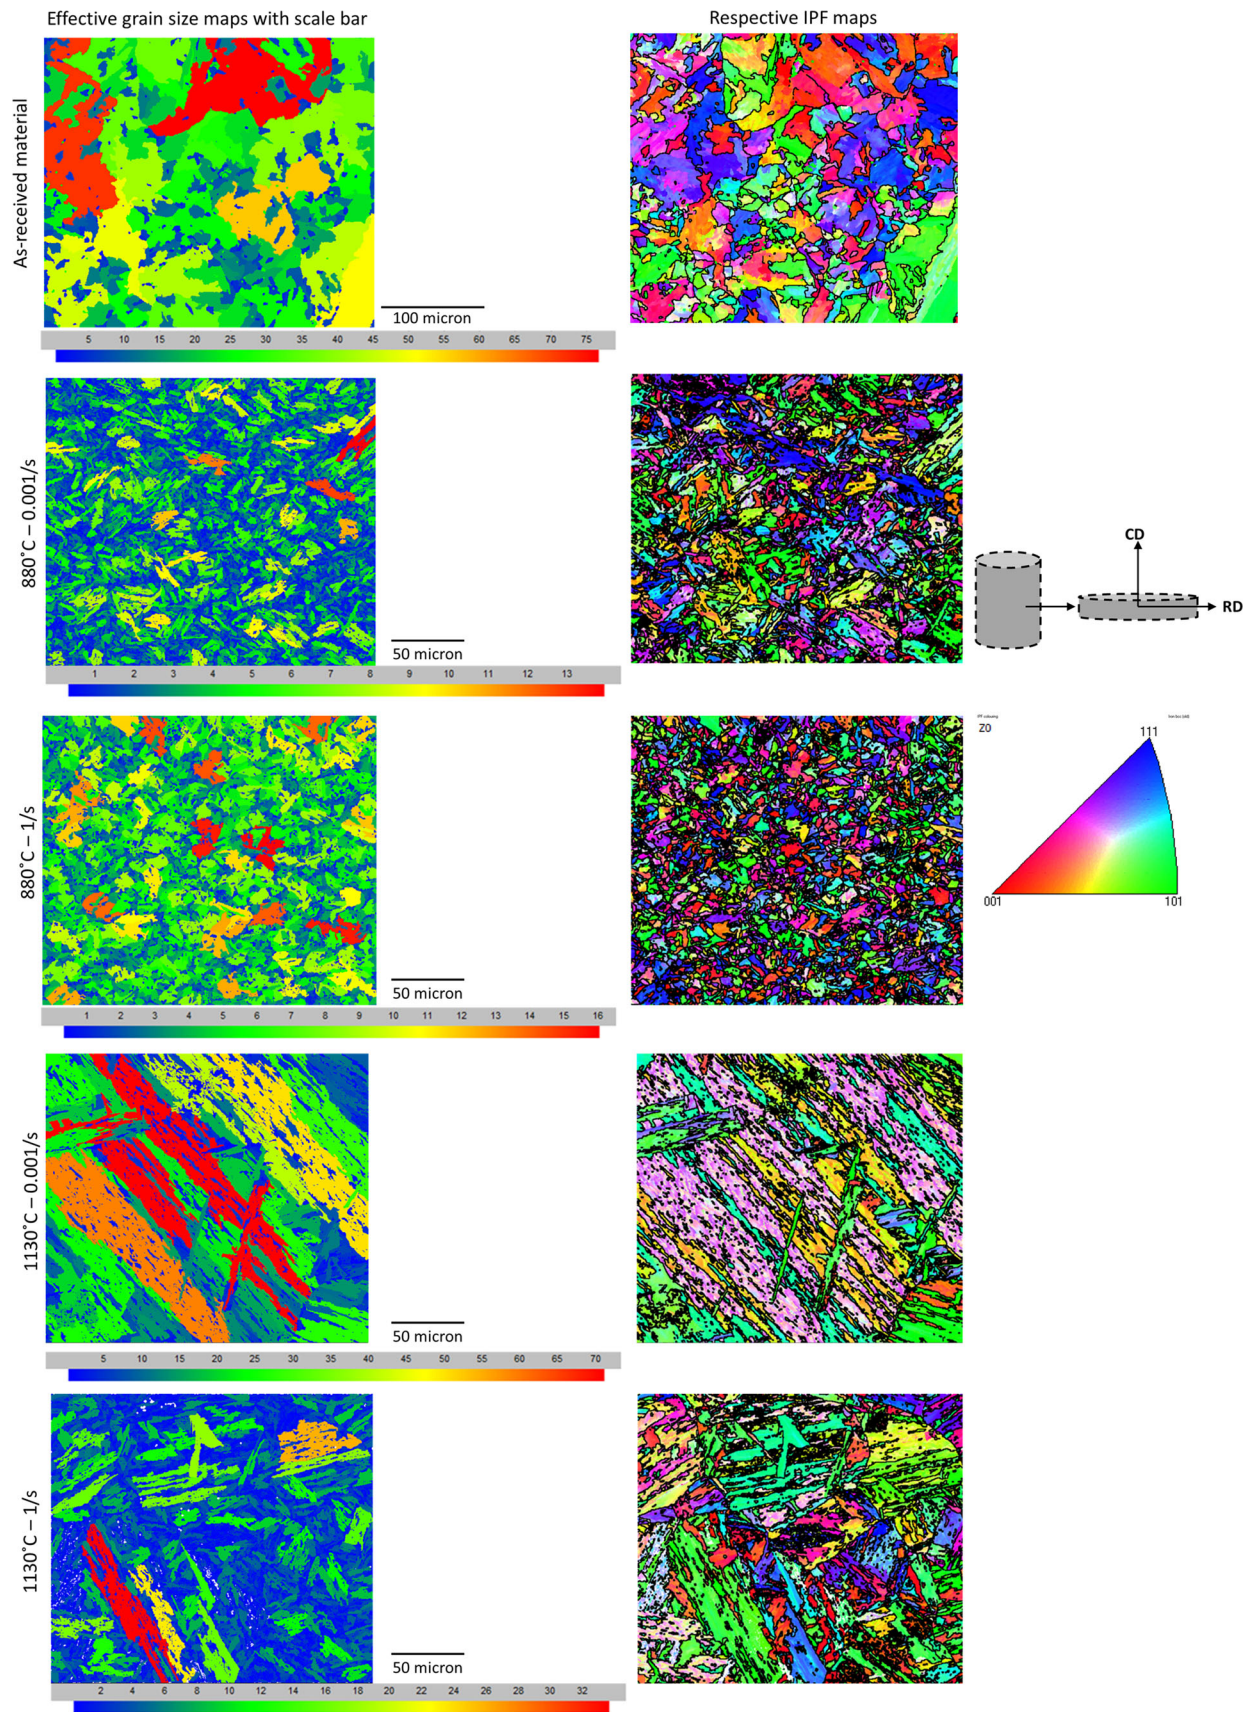 Effective grain size maps with scale bar
Respective IPF maps
As-received material
100 micron
5 10 15 20 25 30 35 40 45 50 55 60 65 70 75
880°C – 0.001/s
50 micron
1 2 3 4 5 6 7 8 9 10 11 12 13
CD
RD
880°C – 1/s
50 micron
1 2 3 4 5 6 7 8 9 10 11 12 13 14 15 16
Z0
111
001
101
1130°C – 0.001/s
50 micron
5 10 15 20 25 30 35 40 45 50 55 60 65 70
1130°C – 1/s
50 micron
2 4 6 8 10 12 14 16 18 20 22 24 26 28 30 32